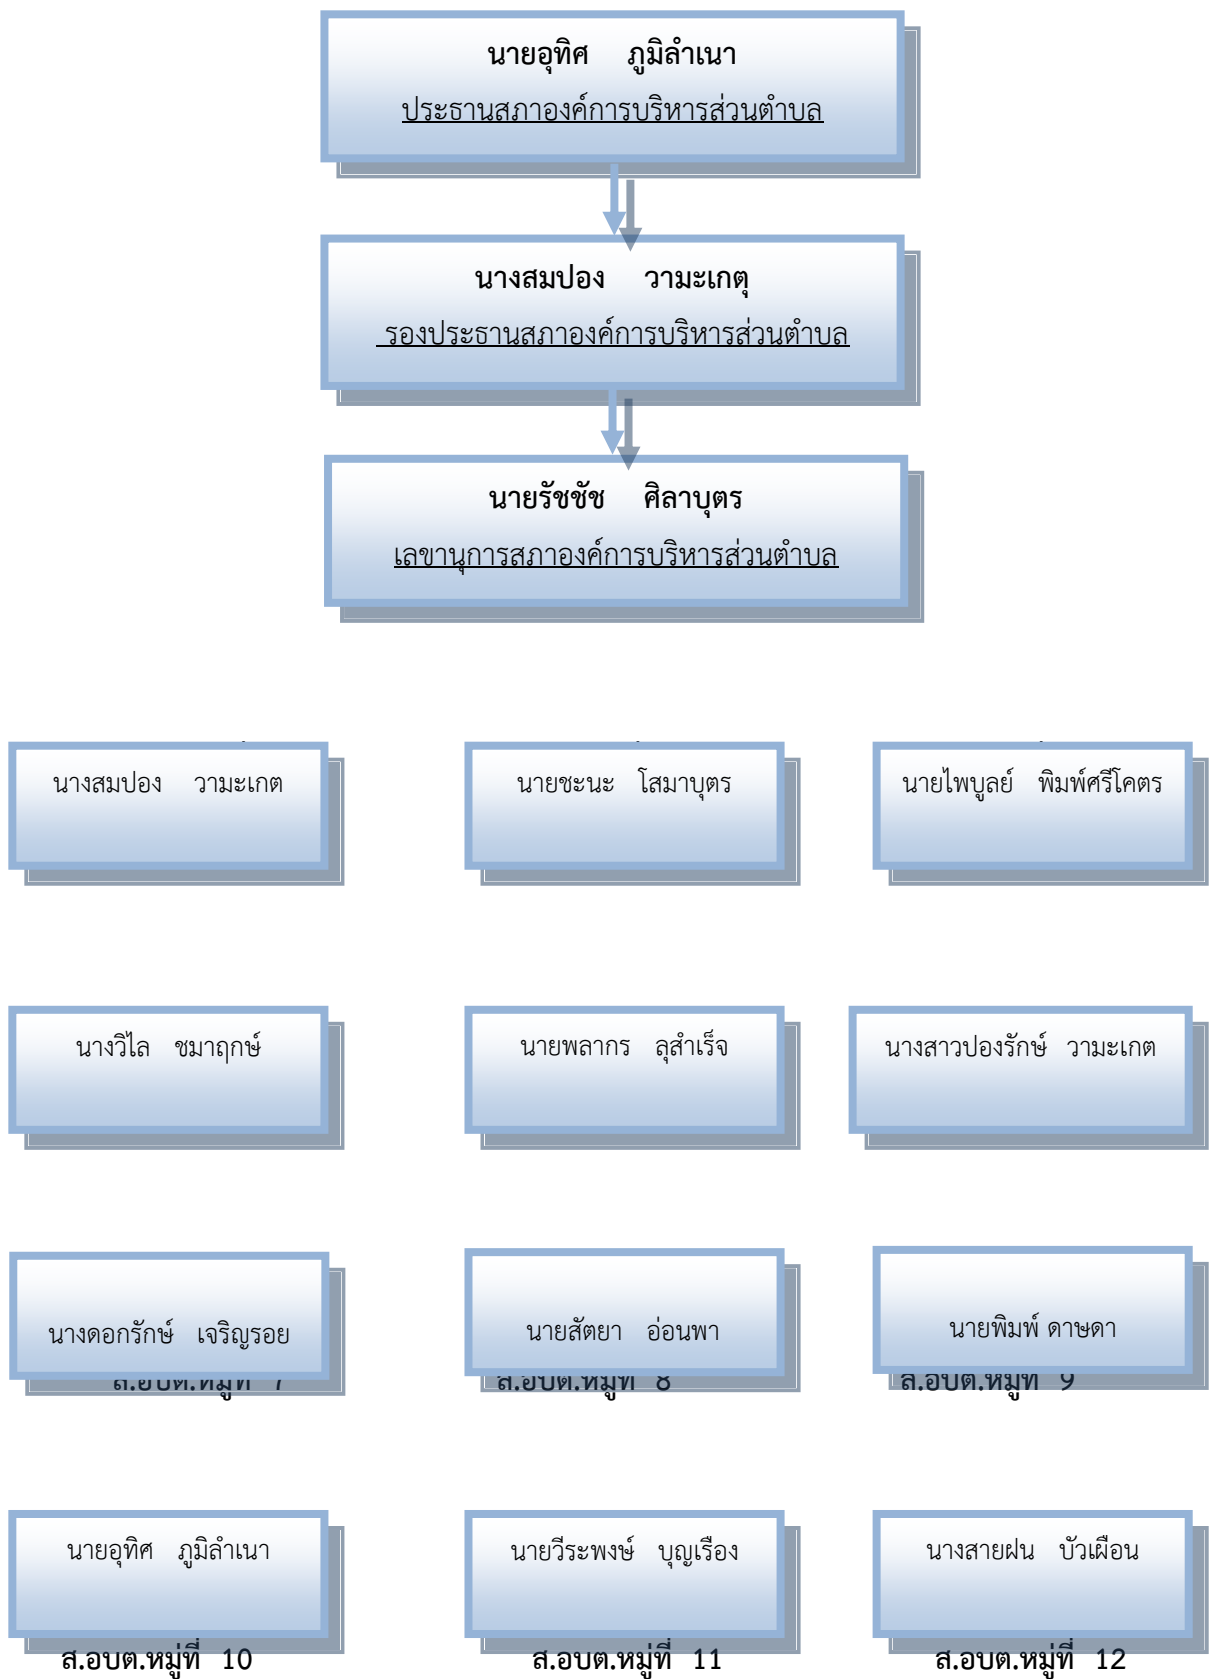 นายอุทิศ ภูมิลำเนา
ประธานสภาองค์การบริหารส่วนตำบล
นางสมปอง วามะเกตุ
รองประธานสภาองค์การบริหารส่วนตำบล
นายรัชชัช ศิลาบุตร
เลขานุการสภาองค์การบริหารส่วนตำบล
นางสมปอง วามะเกต
นายชะนะ โสมาบุตร
นายไพบูลย์ พิมพ์ศรีโคตร
นางวิไล ชมาฤกษ์
นายพลากร ลุสำเร็จ
นางสาวปองรักษ์ วามะเกต
นางดอกรักษ์ เจริญรอย
นายสัตยา อ่อนพา
นายพิมพ์ ดาษดา
ส.อบต.หมู่ที่ 7
ส.อบต.หมู่ที่ 8
ส.อบต.หมู่ที่ 9
นายอุทิศ ภูมิลำเนา
นายวีระพงษ์ บุญเรือง
นางสายฝน บัวเผือน
ส.อบต.หมู่ที่ 10
ส.อบต.หมู่ที่ 11
ส.อบต.หมู่ที่ 12